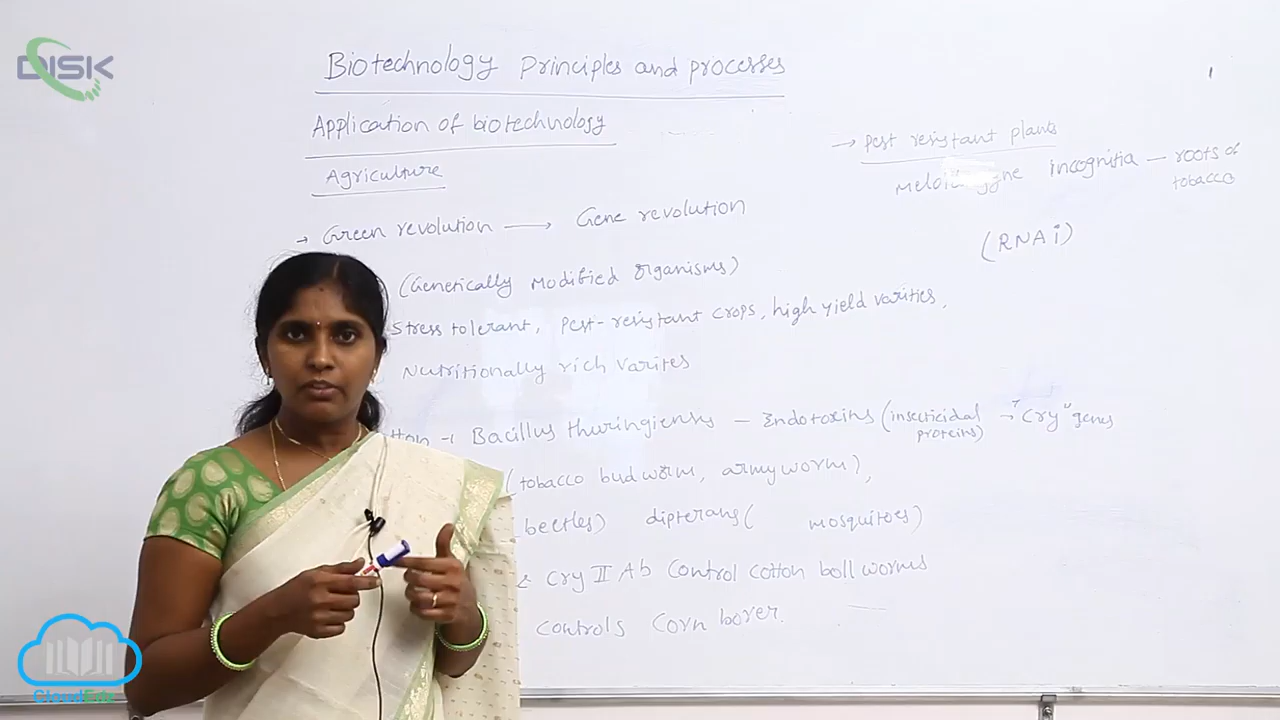 DISK
Biotechnology Principles and processes
Application of biotechnology
Agriculture
→ Green revolution → Gene revolution
(Genetically modified Organisms)
Stress tolerant, Pest-resistant crops, high yield varities,
Nutritionally rich varites
Bacillus thuringiensis – Endotoxins (insecticidal proteins) → "Cry" genes
(tobacco budworm, armyworm),
beetles) dipterans( mosquitoes)
& Cry II Ab Control Cotton bollworms
controls Corn borer.
→ Pest resistant plants
incognitia – roots of
tobacco
(RNAi)
CloudEdz